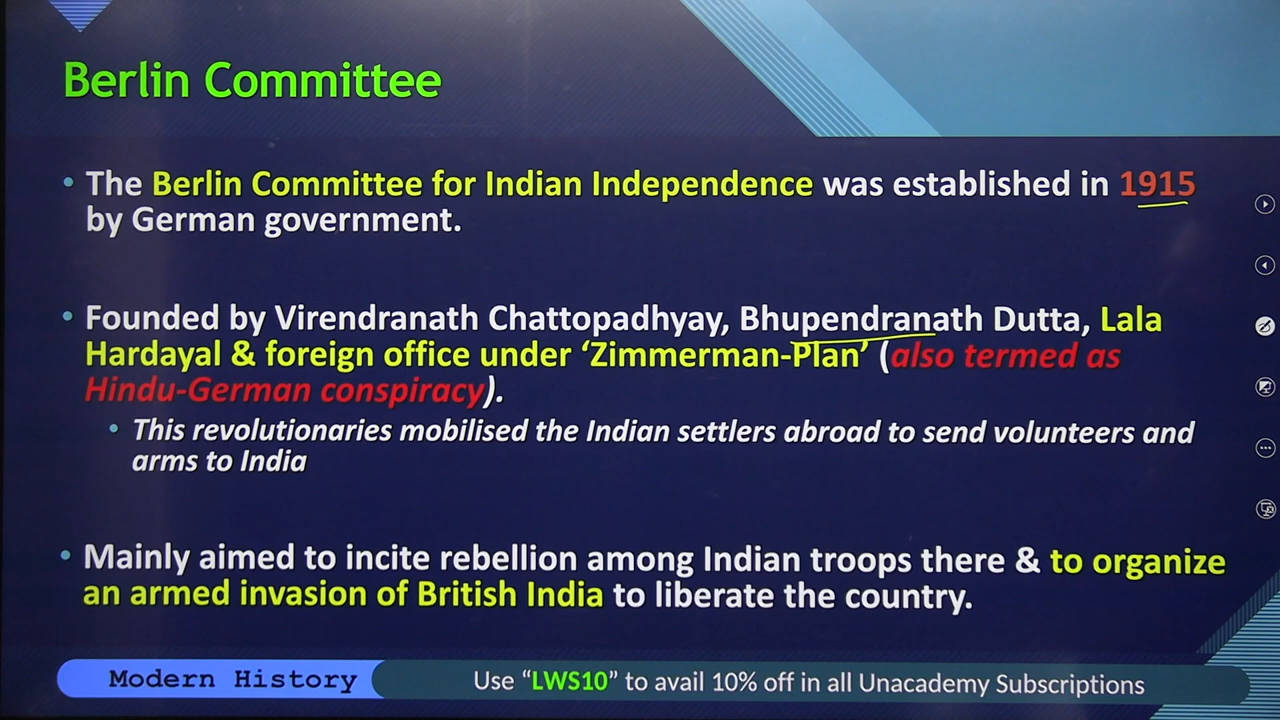 Berlin Committee
• The Berlin Committee for Indian Independence was established in 1915
by German government.
• Founded by Virendranath Chattopadhyay, Bhupendranath Dutta, Lala
Hardayal & foreign office under ‘Zimmerman-Plan’ (also termed as
Hindu-German conspiracy).
• This revolutionaries mobilised the Indian settlers abroad to send volunteers and
arms to India
• Mainly aimed to incite rebellion among Indian troops there & to organize
an armed invasion of British India to liberate the country.
Modern History
Use “LWS10” to avail 10% off in all Unacademy Subscriptions